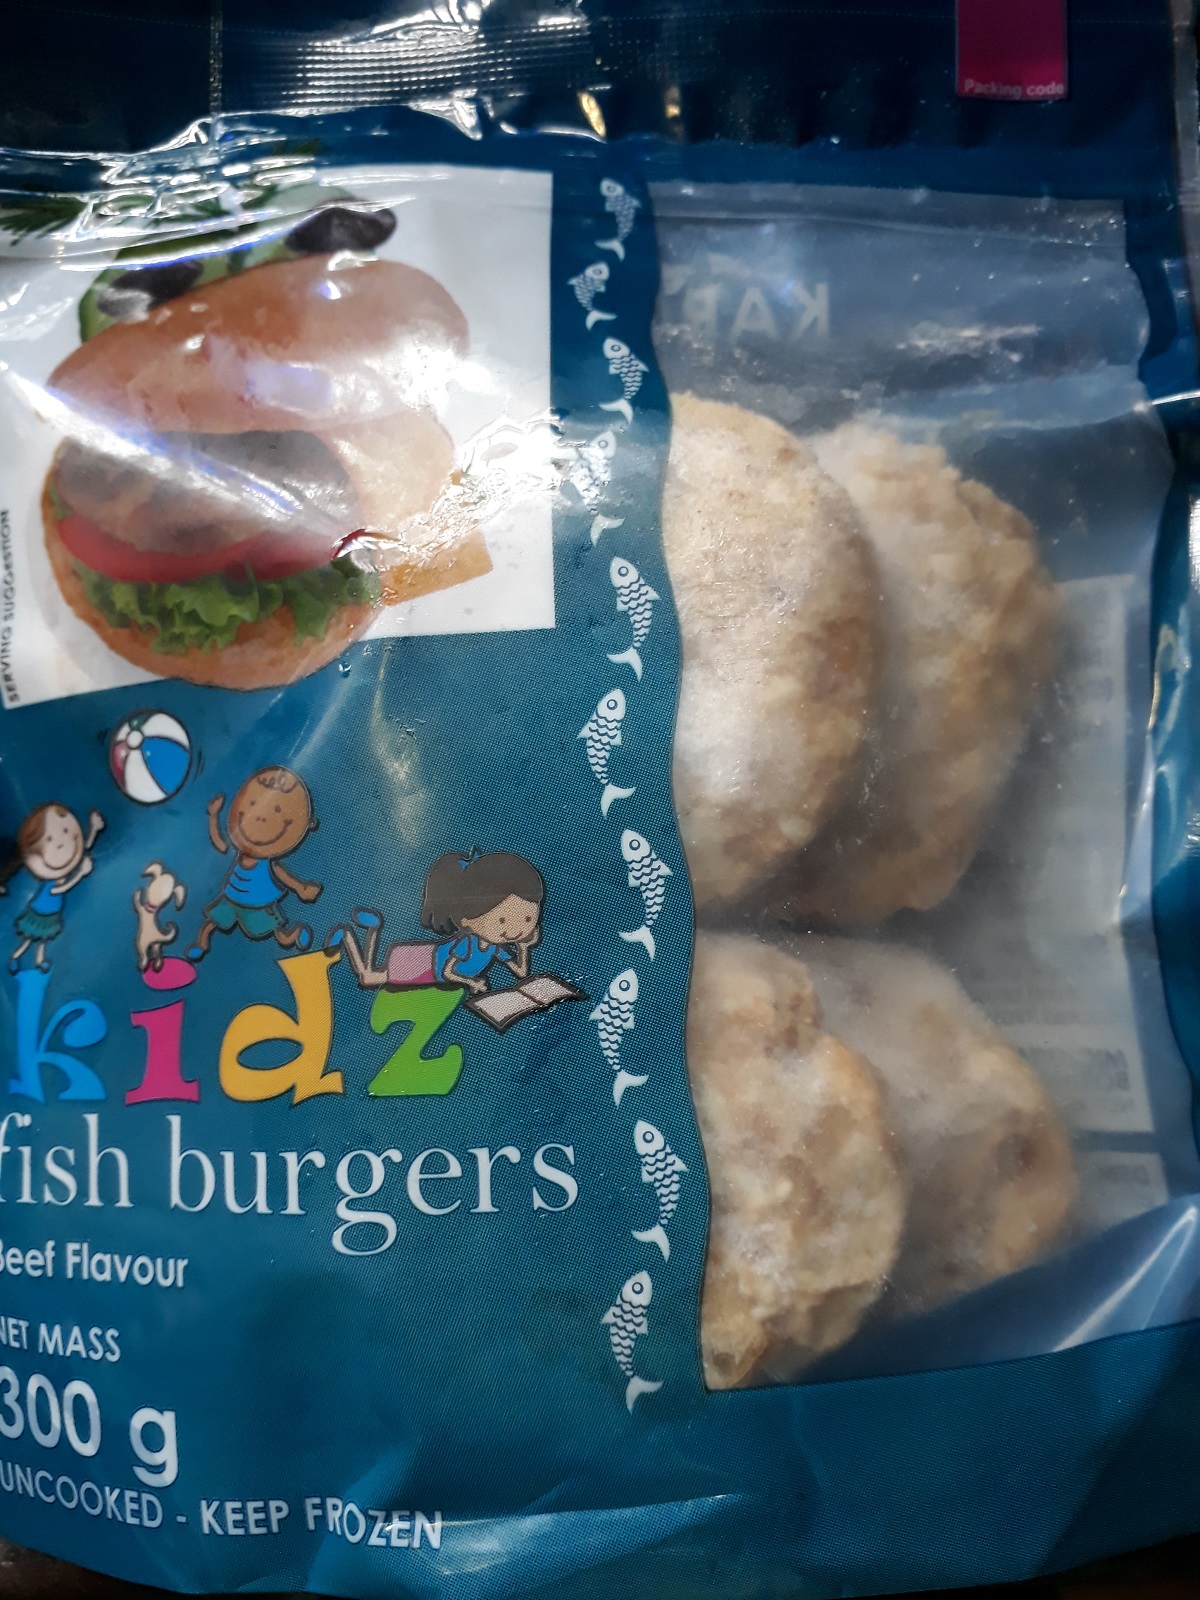 Packing code
SERVING SUGGESTION
kidz
fish burgers
Beef Flavour
NET MASS
300 g
UNCOOKED - KEEP FROZEN